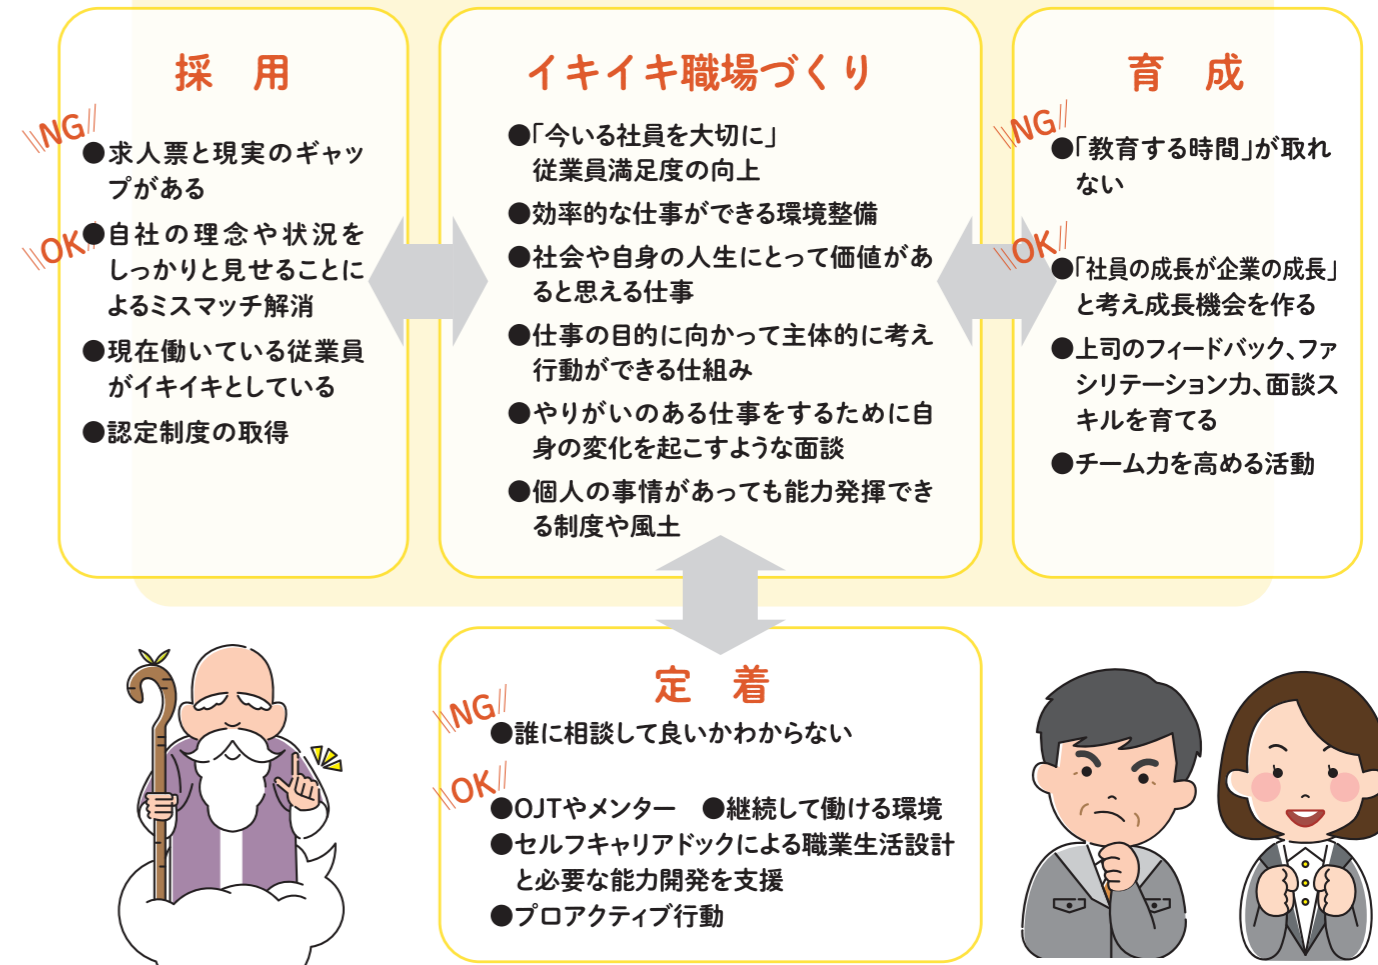 採　用
NG
●求人票と現実のギャッ
プがある
OK
●自社の理念や状況を
しっかりと見せることに
よるミスマッチ解消
●現在働いている従業員
がイキイキとしている
●認定制度の取得
イキイキ職場づくり
●「今いる社員を大切に」
従業員満足度の向上
●効率的な仕事ができる環境整備
●社会や自身の人生にとって価値があ
ると思える仕事
●仕事の目的に向かって主体的に考え
行動ができる仕組み
●やりがいのある仕事をするために自
身の変化を起こすような面談
●個人の事情があっても能力発揮でき
る制度や風土
育　成
NG
●「教育する時間」が取れ
ない
OK
●「社員の成長が企業の成長」
と考え成長機会を作る
●上司のフィードバック、ファ
シリテーション力、面談ス
キルを育てる
●チーム力を高める活動
定　着
NG
●誰に相談して良いかわからない
OK
●OJTやメンター　●継続して働ける環境
●セルフキャリアドックによる職業生活設計
と必要な能力開発を支援
●プロアクティブ行動